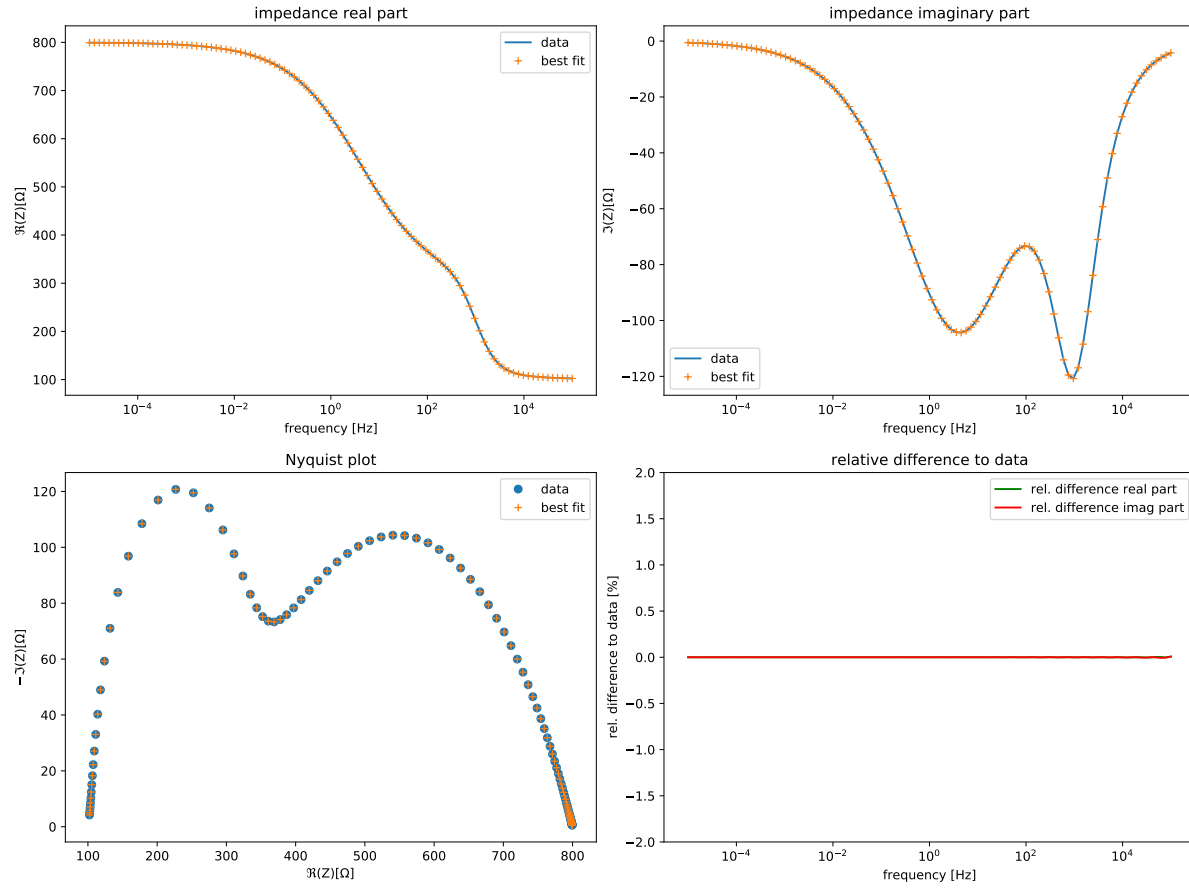 impedance real part
800
700
600
500
400
300
200
100
ℜ(Z)[Ω]
data
best fit
10⁻⁴
10⁻²
10⁰
10²
10⁴
frequency [Hz]
impedance imaginary part
0
−20
−40
−60
−80
−100
−120
ℑ(Z)[Ω]
data
best fit
10⁻⁴
10⁻²
10⁰
10²
10⁴
frequency [Hz]
Nyquist plot
120
100
80
60
40
20
0
−ℑ(Z)[Ω]
data
best fit
100
200
300
400
500
600
700
800
ℜ(Z)[Ω]
relative difference to data
2.0
1.5
1.0
0.5
0.0
−0.5
−1.0
−1.5
−2.0
rel. difference to data [%]
rel. difference real part
rel. difference imag part
10⁻⁴
10⁻²
10⁰
10²
10⁴
frequency [Hz]